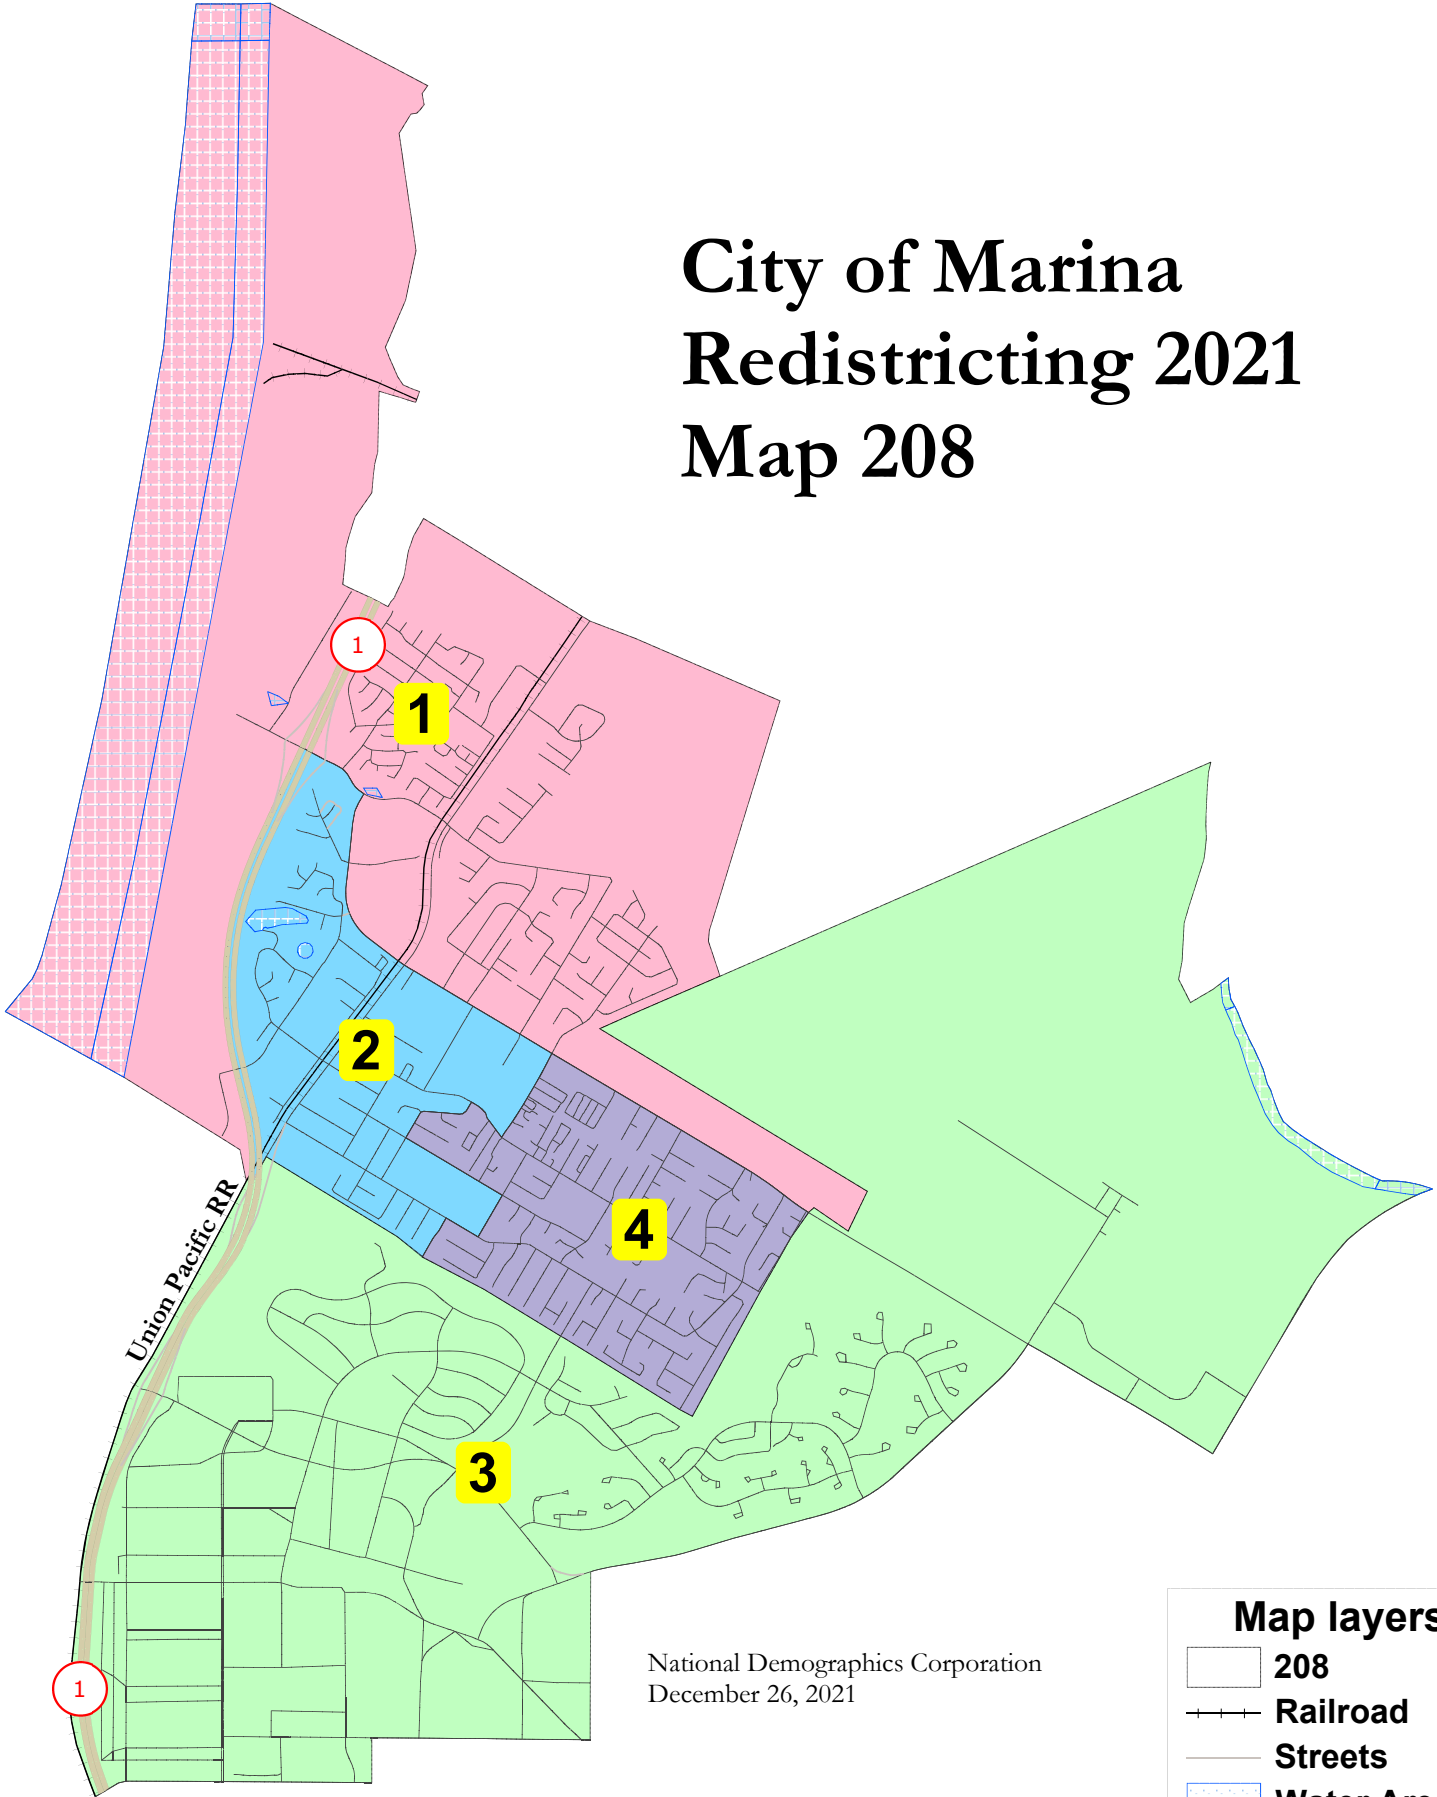 City of Marina
Redistricting 2021
Map 208
1
1
2
4
Union Pacific RR
3
1
National Demographics Corporation
December 26, 2021
Map layers
208
Railroad
Streets